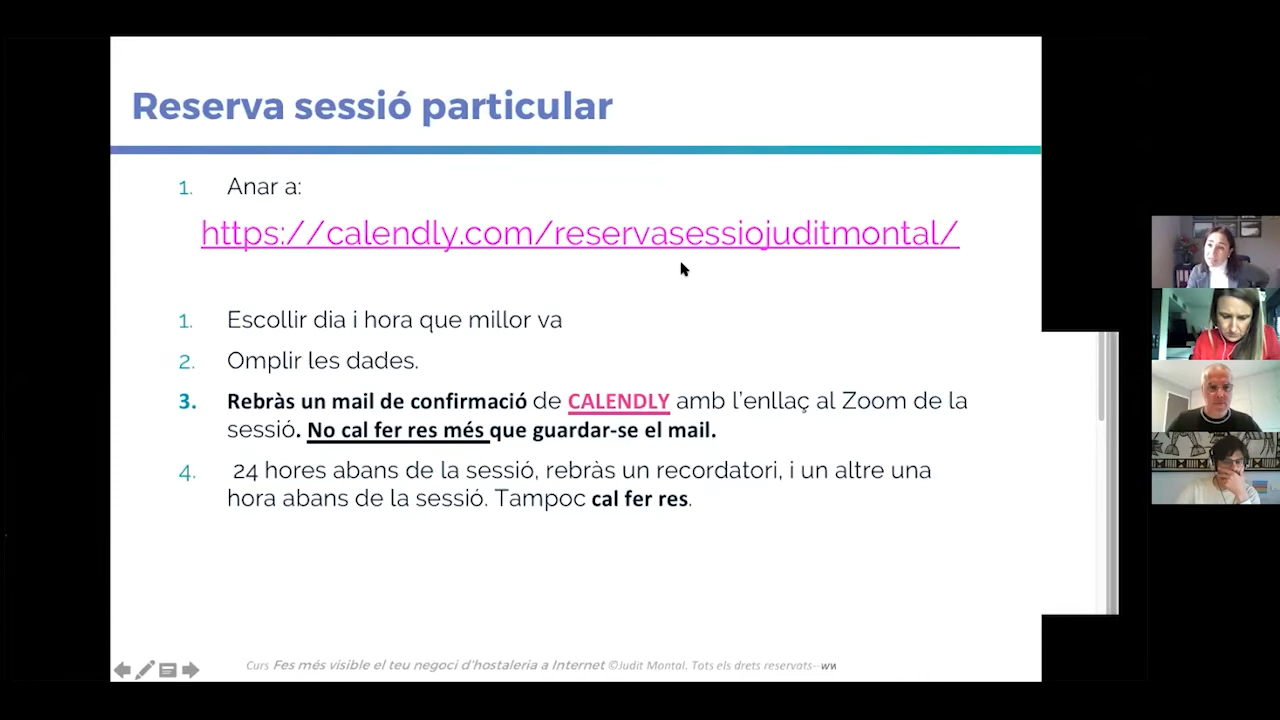 Reserva sessió particular
1. Anar a:
https://calendly.com/reservasessiojuditmontal/
1. Escollir dia i hora que millor va
2. Omplir les dades.
3. Rebràs un mail de confirmació de CALENDLY amb l'enllaç al Zoom de la
sessió. No cal fer res més que guardar-se el mail.
4. 24 hores abans de la sessió, rebràs un recordatori, i un altre una
hora abans de la sessió. Tampoc cal fer res.
Curs Fes més visible el teu negoci d'hostaleria a Internet ©Judit Montal. Tots els drets reservats--ww